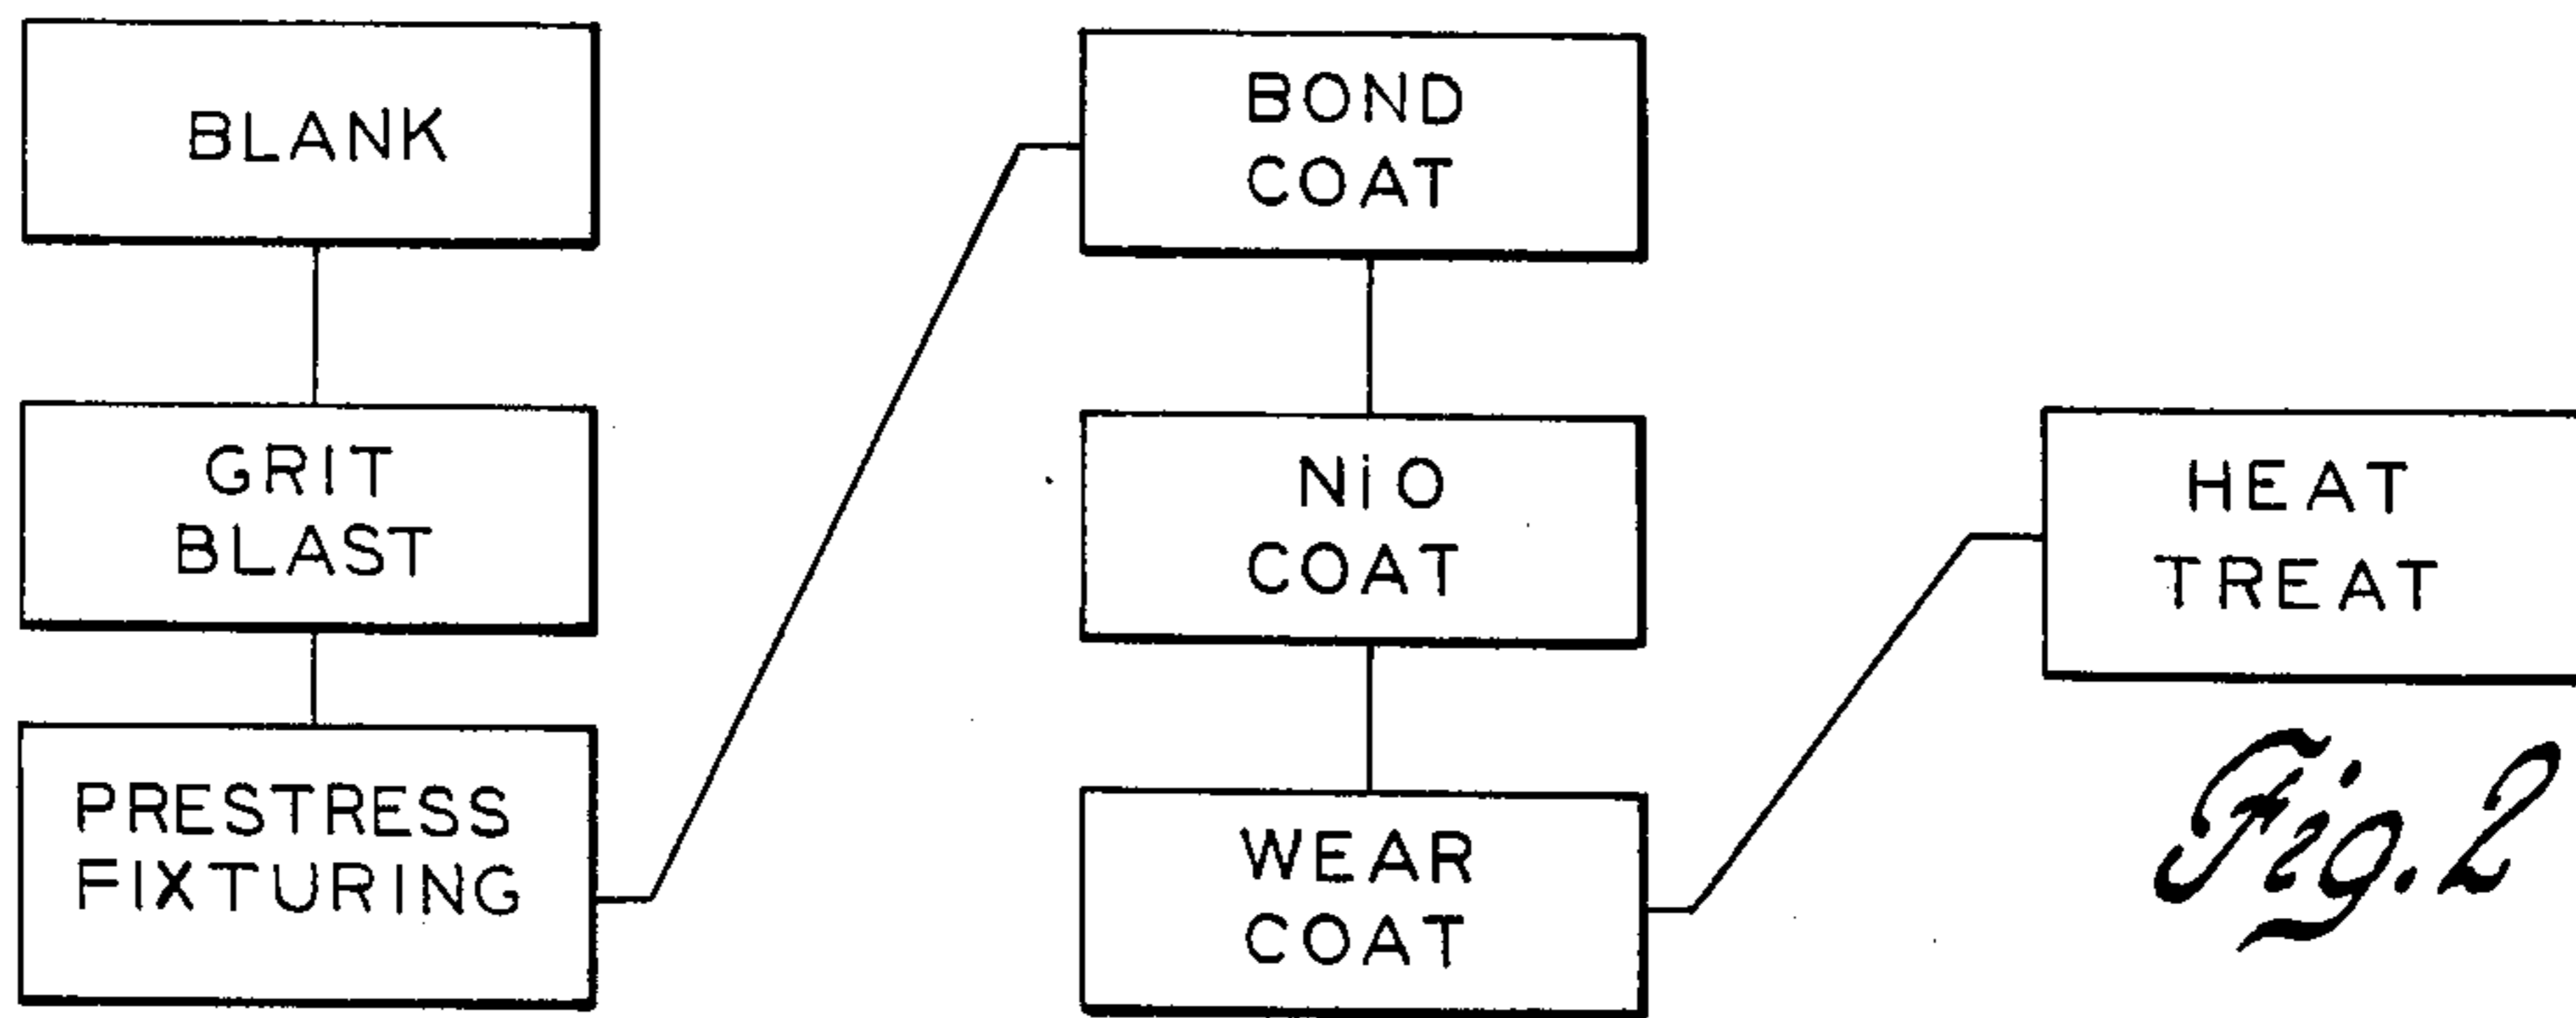 BLANK
GRIT
BLAST
PRESTRESS
FIXTURING
BOND
COAT
NiO
COAT
WEAR
COAT
HEAT
TREAT
Fig. 2